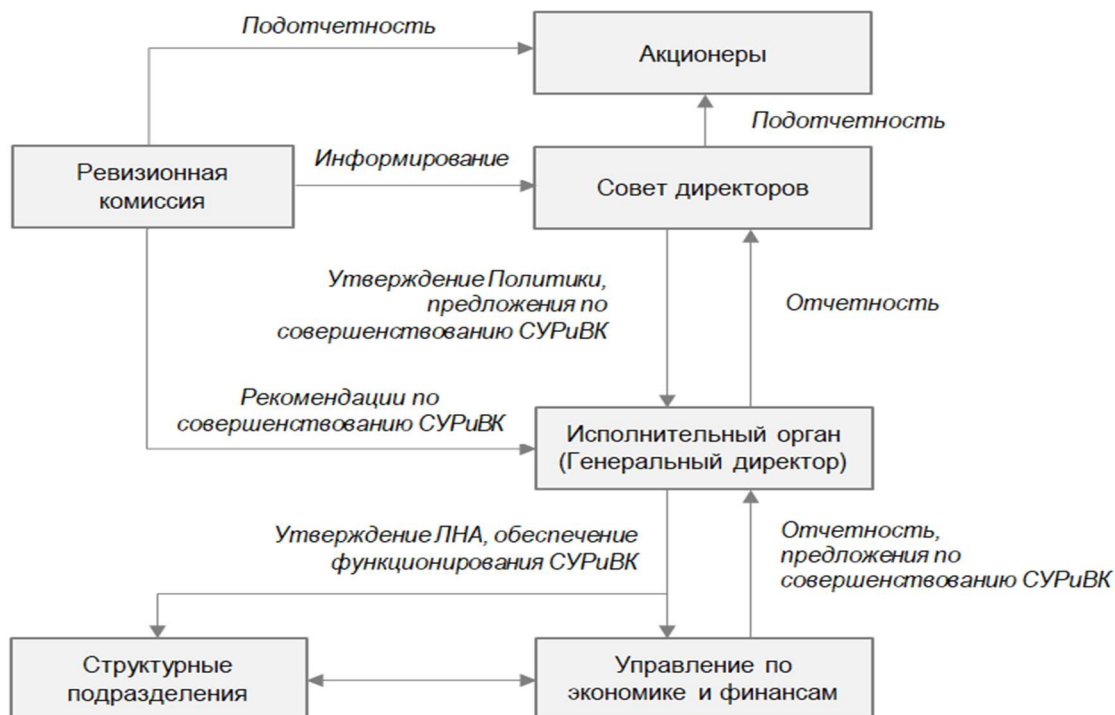 Подотчетность
Акционеры
Подотчетность
Ревизионная
комиссия
Информирование
Совет директоров
Утверждение Политики,
предложения по
совершенствованию СУРиВК
Отчетность
Рекомендации по
совершенствованию СУРиВК
Исполнительный орган
(Генеральный директор)
Утверждение ЛНА, обеспечение
функционирования СУРиВК
Отчетность,
предложения по
совершенствованию СУРиВК
Структурные
подразделения
Управление по
экономике и финансам